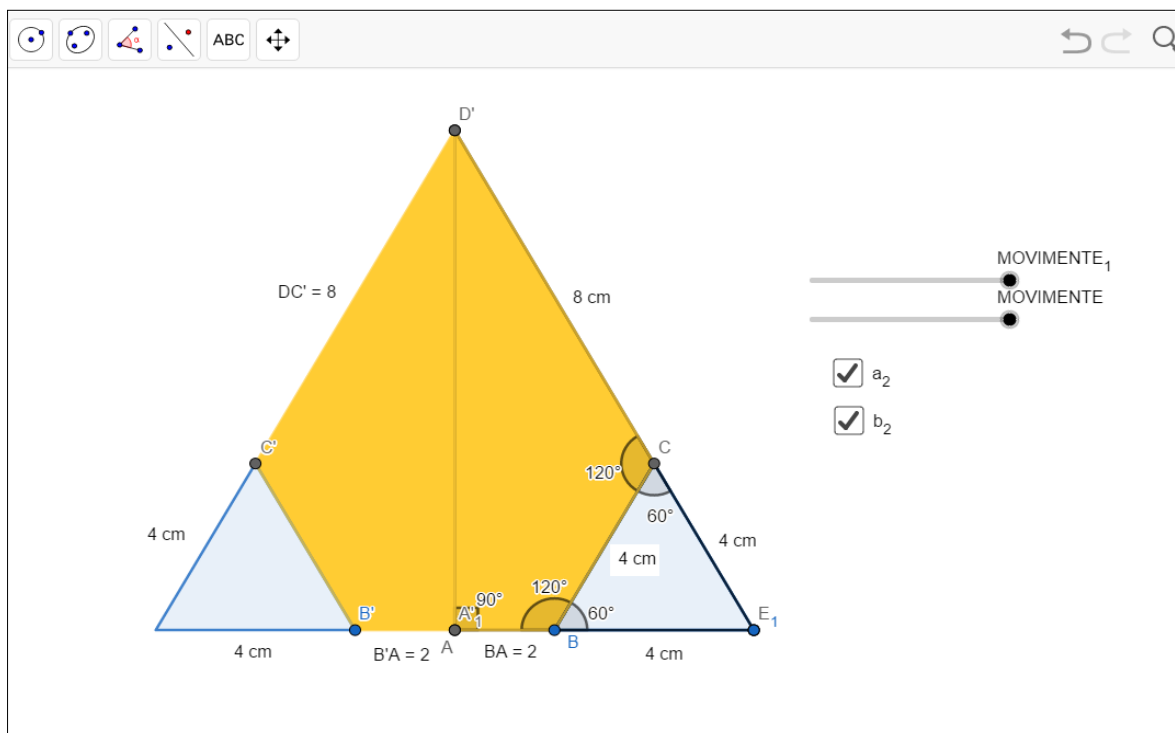 ABC
D'
MOVIMENTE₁
DC' = 8
8 cm
MOVIMENTE
a₂
b₂
C'
C
120°
60°
4 cm
4 cm
4 cm
120°
90°
B'
A"₁
60°
E₁
A
B
4 cm
B'A = 2
BA = 2
4 cm